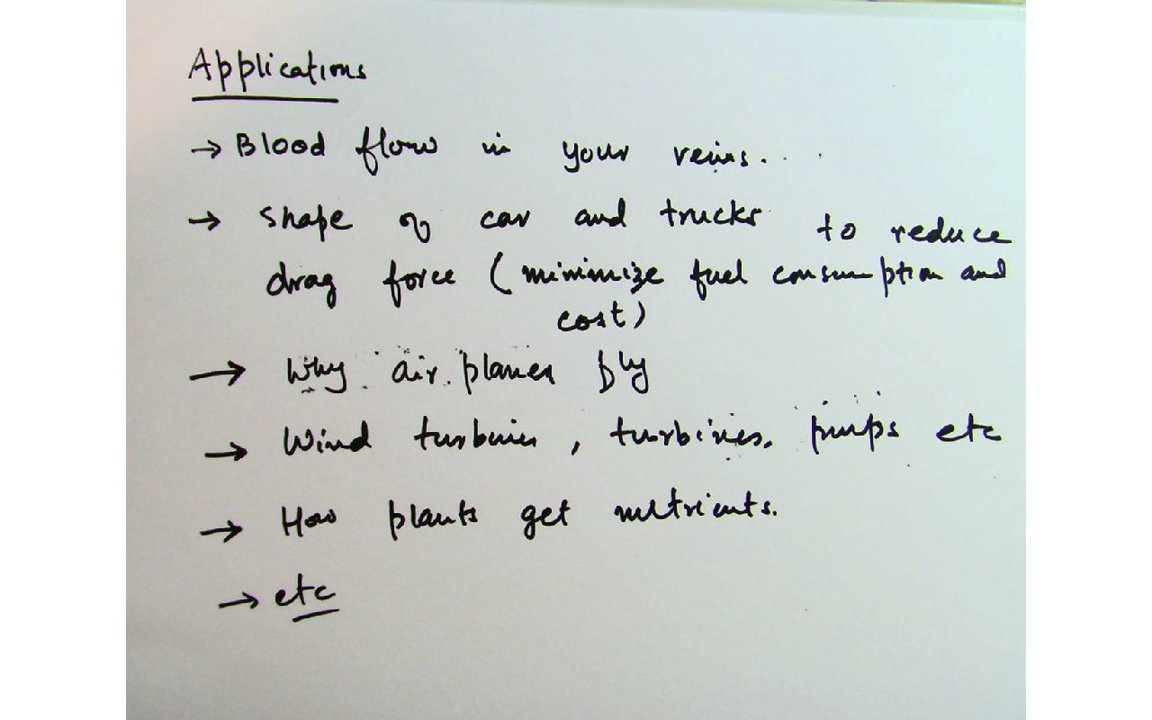 Applications
→ Blood flow in your veins...
→ Shape of car and trucks to reduce
drag force (minimize fuel consumption and
cost)
→ Why air planes fly
→ Wind turbines, turbines, pumps etc
→ How plants get nutrients.
→ etc